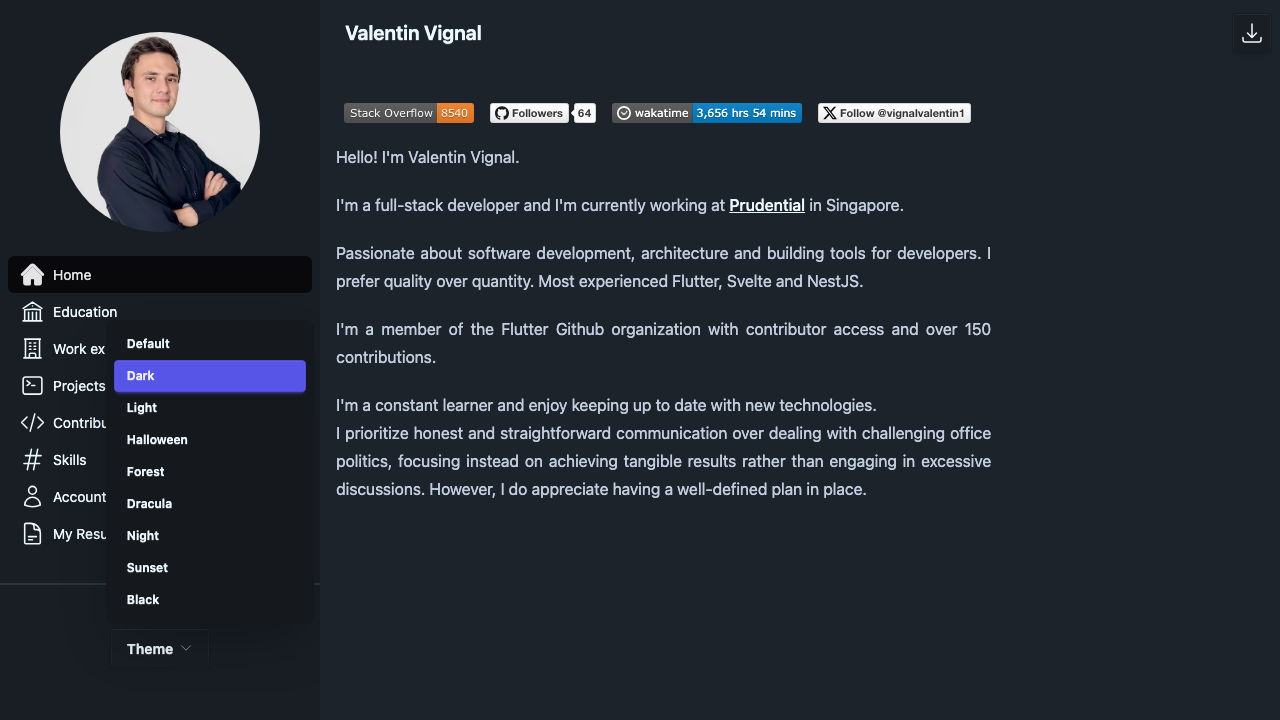 Valentin Vignal
Stack Overflow 8540
Followers 64
wakatime 3,656 hrs 54 mins
Follow @vignalvalentin1
Hello! I'm Valentin Vignal.
I'm a full-stack developer and I'm currently working at Prudential in Singapore.
Passionate about software development, architecture and building tools for developers. I
prefer quality over quantity. Most experienced Flutter, Svelte and NestJS.
I'm a member of the Flutter Github organization with contributor access and over 150
contributions.
I'm a constant learner and enjoy keeping up to date with new technologies.
I prioritize honest and straightforward communication over dealing with challenging office
politics, focusing instead on achieving tangible results rather than engaging in excessive
discussions. However, I do appreciate having a well-defined plan in place.
Home
Education
Work ex
Projects
Contribu
Skills
Account
My Resu
Default
Dark
Light
Halloween
Forest
Dracula
Night
Sunset
Black
Theme